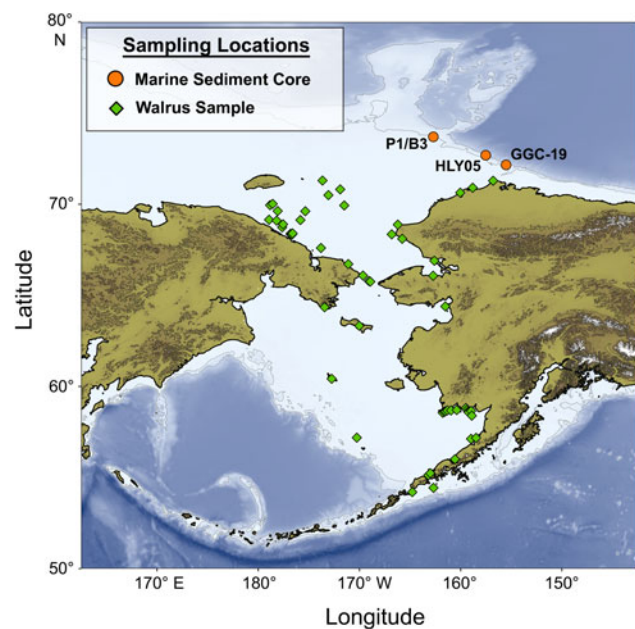 80°
N
Sampling Locations
Marine Sediment Core
Walrus Sample
P1/B3
HLY05
GGC-19
70°
Latitude
60°
50°
170° E
180°
170° W
160°
150°
Longitude